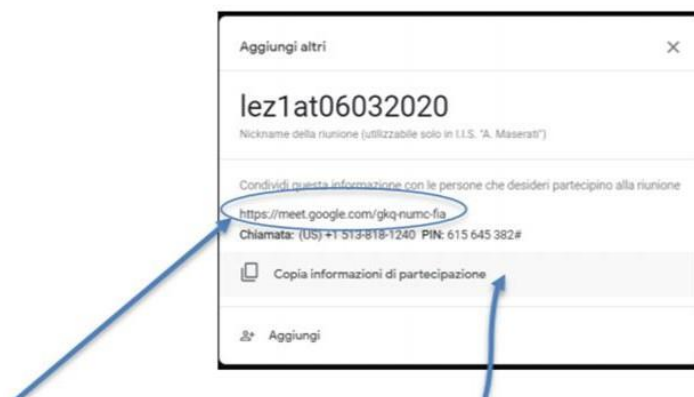 Aggiungi altri
lez1at06032020
Nickname della riunione (utilizzabile solo in I.I.S. "A. Maserati")
Condividi questa informazione con le persone che desideri partecipino alla riunione
https://meet.google.com/gkq-numc-fia
Chiamata: (US) +1 513-818-1240 PIN: 615 645 382#
Copia informazioni di partecipazione
Aggiungi